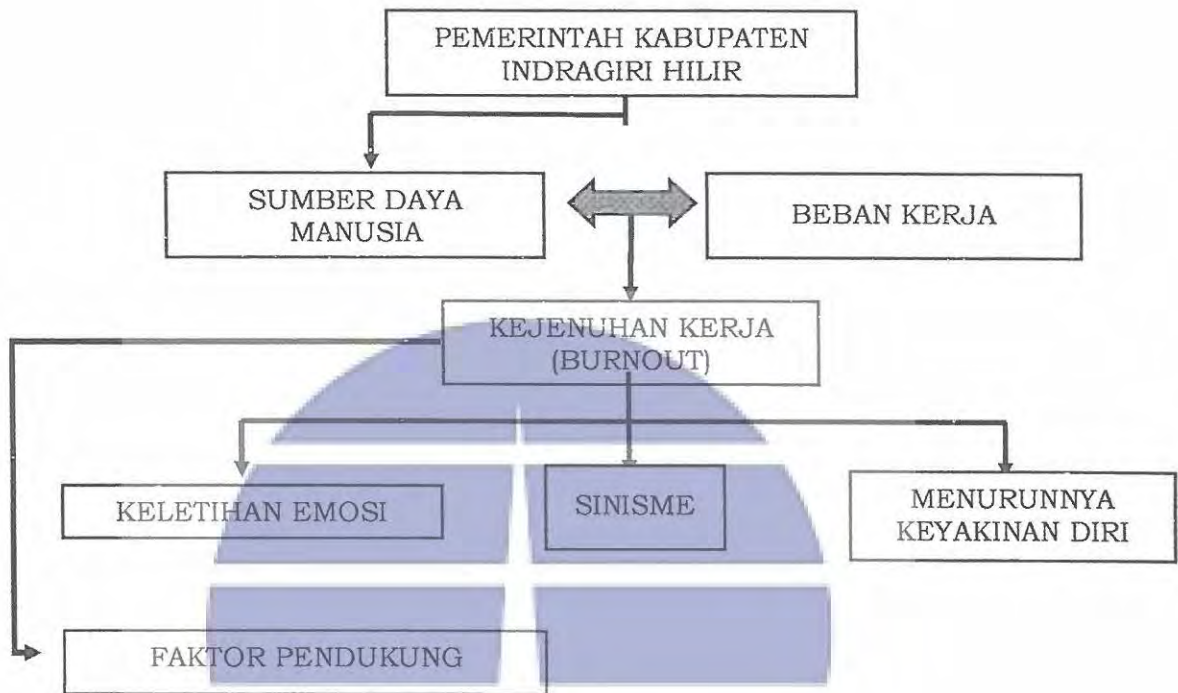 PEMERINTAH KABUPATEN
INDRAGIRI HILIR
SUMBER DAYA
MANUSIA
BEBAN KERJA
KEJENUHAN KERJA
(BURNOUT)
KELETIHAN EMOSI
SINISME
MENURUNNYA
KEYAKINAN DIRI
FAKTOR PENDUKUNG